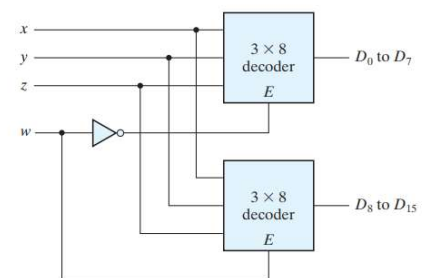 x
y
z
w
3 × 8
decoder
E
D₀ to D₇
3 × 8
decoder
E
D₈ to D₁₅